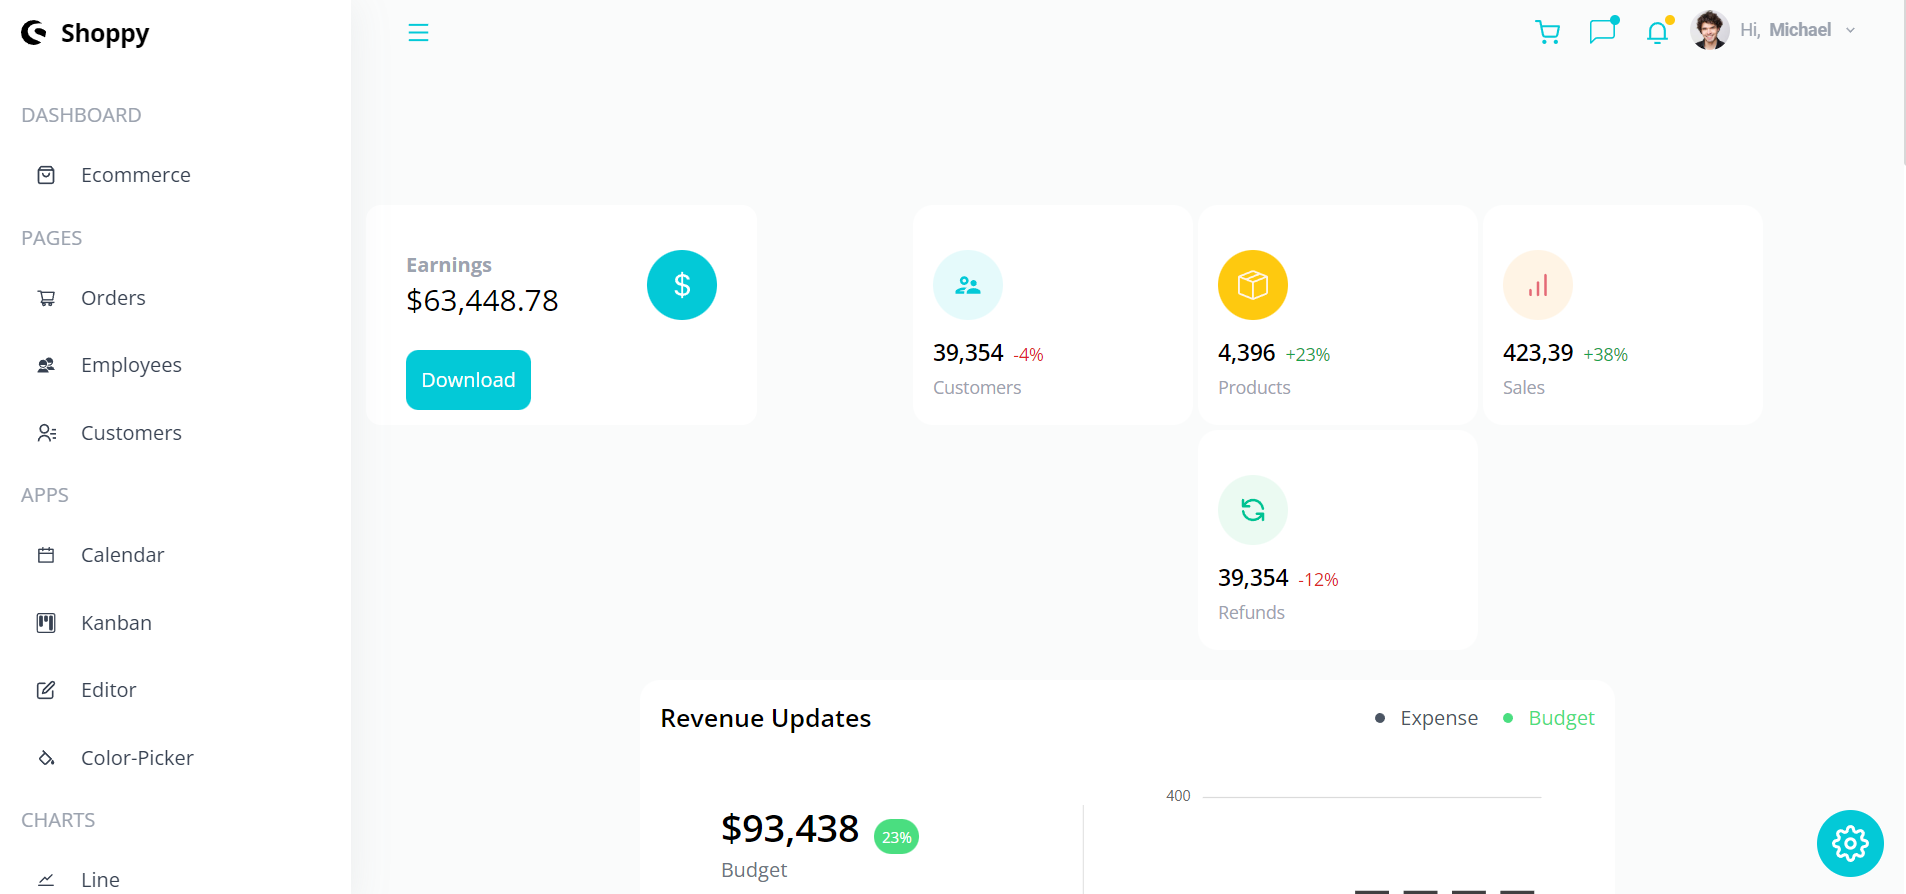 Shoppy
Hi, Michael
DASHBOARD
Ecommerce
PAGES
Orders
Employees
Customers
APPS
Calendar
Kanban
Editor
Color-Picker
CHARTS
Line
Earnings
$63,448.78
$
Download
39,354 -4%
Customers
4,396 +23%
Products
423,39 +38%
Sales
39,354 -12%
Refunds
Revenue Updates
Expense
Budget
$93,438 23%
Budget
400